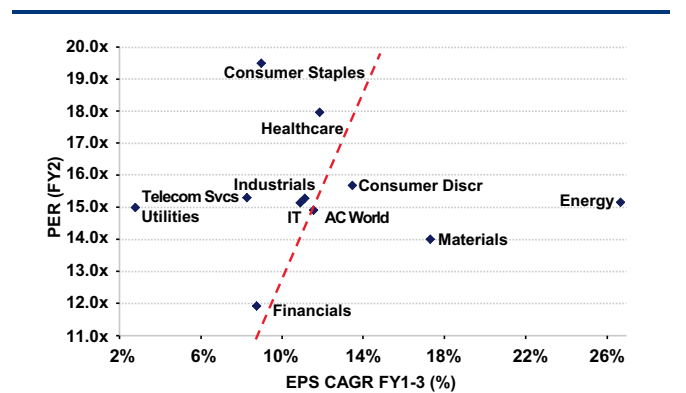 20.0x
19.0x
18.0x
17.0x
16.0x
15.0x
14.0x
13.0x
12.0x
11.0x
PER (FY2)
Consumer Staples
Healthcare
Industrials
Consumer Discr
Telecom Svcs
Energy
Utilities
IT
AC World
Materials
Financials
2%
6%
10%
14%
18%
22%
26%
EPS CAGR FY1-3 (%)